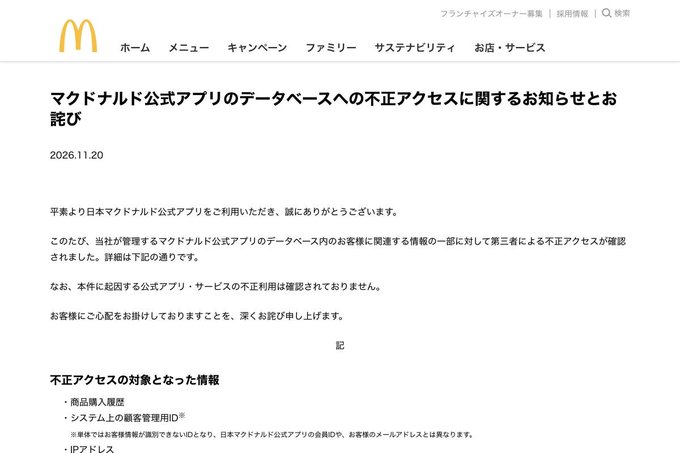 フランチャイズオーナー募集 | 採用情報 | 検索
ホーム メニュー キャンペーン ファミリー サステナビリティ お店・サービス
マクドナルド公式アプリのデータベースへの不正アクセスに関するお知らせとお
詫び
2026.11.20
平素より日本マクドナルド公式アプリをご利用いただき、誠にありがとうございます。
このたび、当社が管理するマクドナルド公式アプリのデータベース内のお客様に関連する情報の一部に対して第三者による不正アクセスが確認
されました。詳細は下記の通りです。
なお、本件に起因する公式アプリ・サービスの不正利用は確認されておりません。
お客様にご心配をお掛けしておりますことを、深くお詫び申し上げます。
記
不正アクセスの対象となった情報
・商品購入履歴
・システム上の顧客管理用ID※
※単体ではお客様情報が識別できないIDとなり、日本マクドナルド公式アプリの会員IDや、お客様のメールアドレスとは異なります。
・IPアドレス